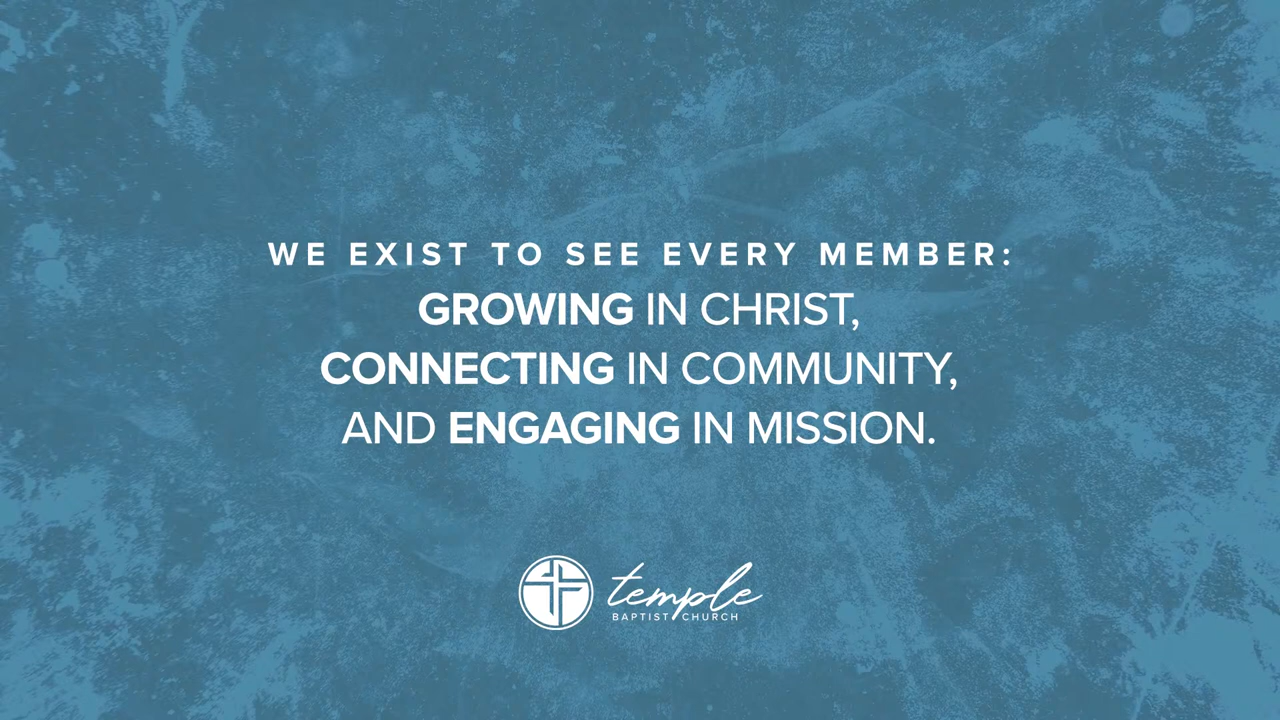 WE EXIST TO SEE EVERY MEMBER:
GROWING IN CHRIST,
CONNECTING IN COMMUNITY,
AND ENGAGING IN MISSION.
temple
BAPTIST CHURCH